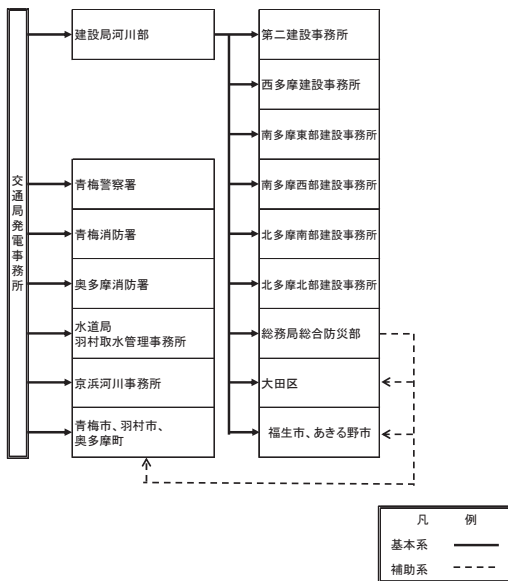 交通局発電事務所
建設局河川部
青梅警察署
青梅消防署
奥多摩消防署
水道局
羽村取水管理事務所
京浜河川事務所
青梅市、羽村市、
奥多摩町
第二建設事務所
西多摩建設事務所
南多摩東部建設事務所
南多摩西部建設事務所
北多摩南部建設事務所
北多摩北部建設事務所
総務局総合防災部
大田区
福生市、あきる野市
凡 例
基本系
補助系